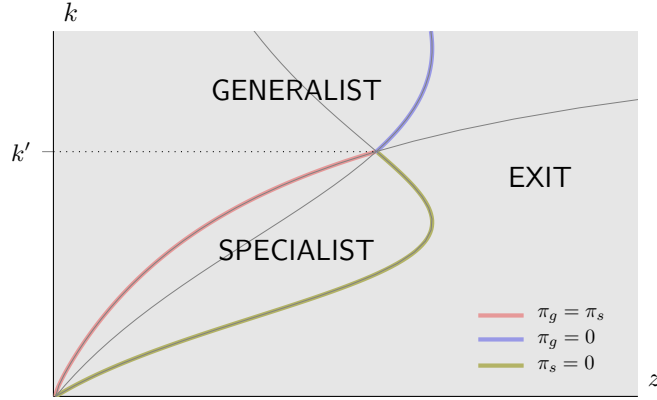 k
GENERALIST
k′
EXIT
SPECIALIST
π_g = π_s
π_g = 0
π_s = 0
z